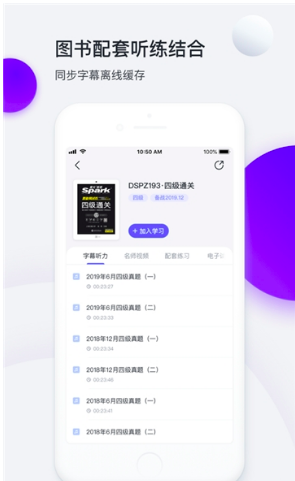 图书配套听练结合
同步字幕离线缓存
10:50 AM
100%
Spark
四级通关
DSPZ193·四级通关
四级
备战2019.12
+ 加入学习
字幕听力
名师视频
配套练习
电子
2019年6月四级真题（一）
00:23:27
2019年6月四级真题（二）
00:23:33
2018年12月四级真题（一）
00:23:34
2018年12月四级真题（二）
00:23:46
2018年6月四级真题（一）
00:23:41
2018年6月四级真题（二）